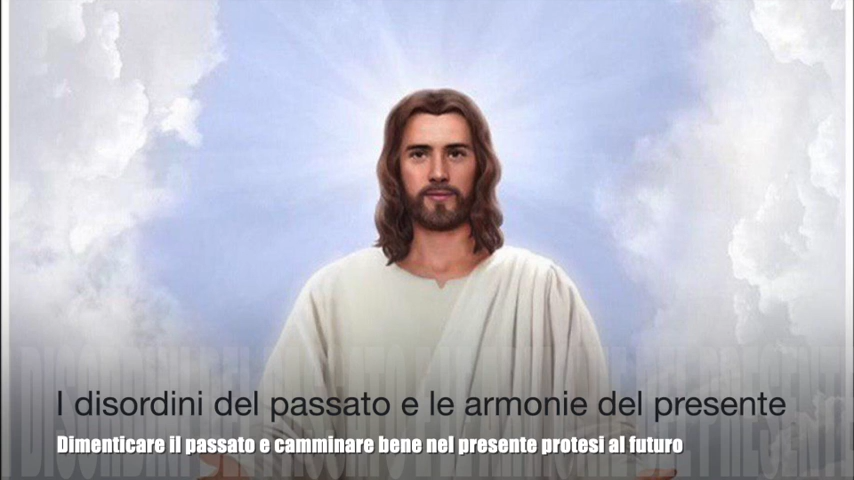 I disordini del passato e le armonie del presente
Dimenticare il passato e camminare bene nel presente protesi al futuro